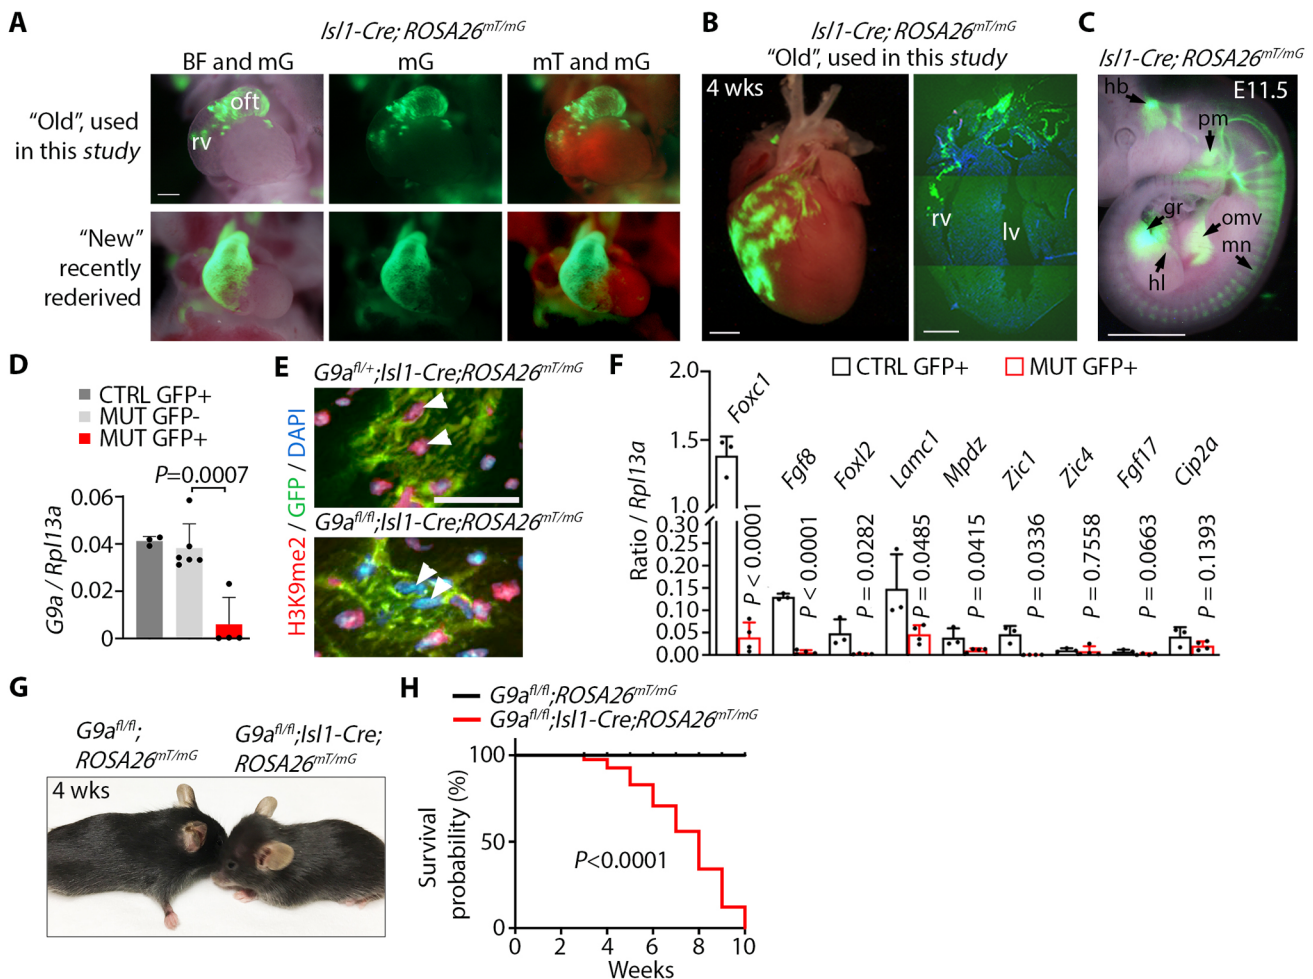 A
Isl1-Cre; ROSA26mT/mG
BF and mG
mG
mT and mG
"Old", used
in this study
oft
rv
"New"
recently
rederived
B
Isl1-Cre; ROSA26mT/mG
"Old", used in this study
4 wks
rv
lv
C
Isl1-Cre; ROSA26mT/mG
E11.5
hb
pm
gr
omv
mn
hl
D
CTRL GFP+
MUT GFP-
MUT GFP+
P=0.0007
G9a / Rpl13a
0.06
0.04
0.02
0
E
G9afl/+;Isl1-Cre;ROSA26mT/mG
G9afl/fl;Isl1-Cre;ROSA26mT/mG
H3K9me2 / GFP / DAPI
F
CTRL GFP+
MUT GFP+
Ratio / Rpl13a
2.0
1.5
1.0
0.30
0.25
0.20
0.15
0.10
0.05
0.00
Foxc1
Fgf8
Foxl2
Lamc1
Mpdz
Zic1
Zic4
Fgf17
Cip2a
P < 0.0001
P < 0.0001
P = 0.0282
P = 0.0485
P = 0.0415
P = 0.0336
P = 0.7558
P = 0.0663
P = 0.1393
G
G9afl/fl;
ROSA26mT/mG
G9afl/fl;Isl1-Cre;
ROSA26mT/mG
4 wks
H
G9afl/fl;ROSA26mT/mG
G9afl/fl;Isl1-Cre;ROSA26mT/mG
Survival
probability (%)
100
50
0
P<0.0001
0 2 4 6 8 10
Weeks